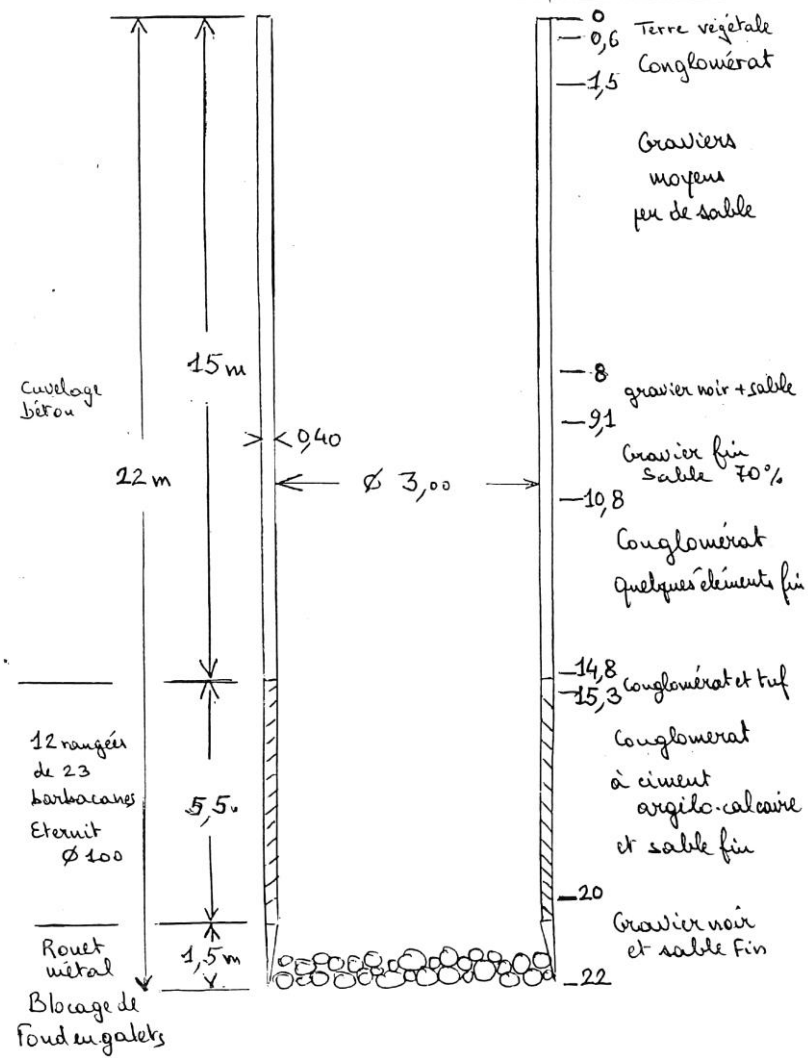 Cuvelage
béton
22 m
15 m
> < 0,40
Ø 3,00
12 rangées
de 23
barbacanes
Eternit
Ø 100
5,5
Rouet
métal
1,5 m
Blocage de
Fond en galets
0
Terre végétale
0,6
Conglomérat
1,5
Graviers
moyens
peu de sable
8
gravier noir + sable
9,1
Gravier fin
Sable 70%
10,8
Conglomérat
quelques éléments fin
14,8
Conglomérat et tuf
15,3
Conglomerat
à ciment
argilo-calcaire
et sable fin
20
Gravier noir
et sable Fin
22